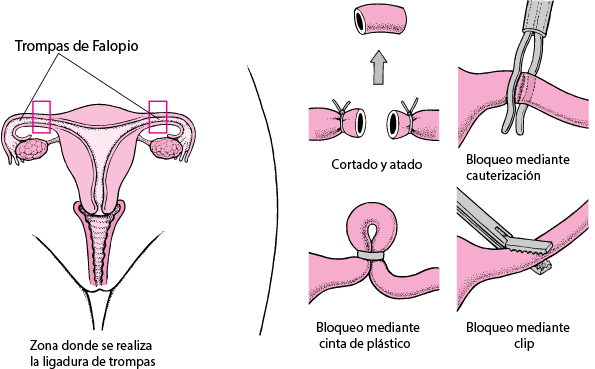 Trompas de Falopio
Zona donde se realiza
la ligadura de trompas
Cortado y atado
Bloqueo mediante
cauterización
Bloqueo mediante
cinta de plástico
Bloqueo mediante
clip